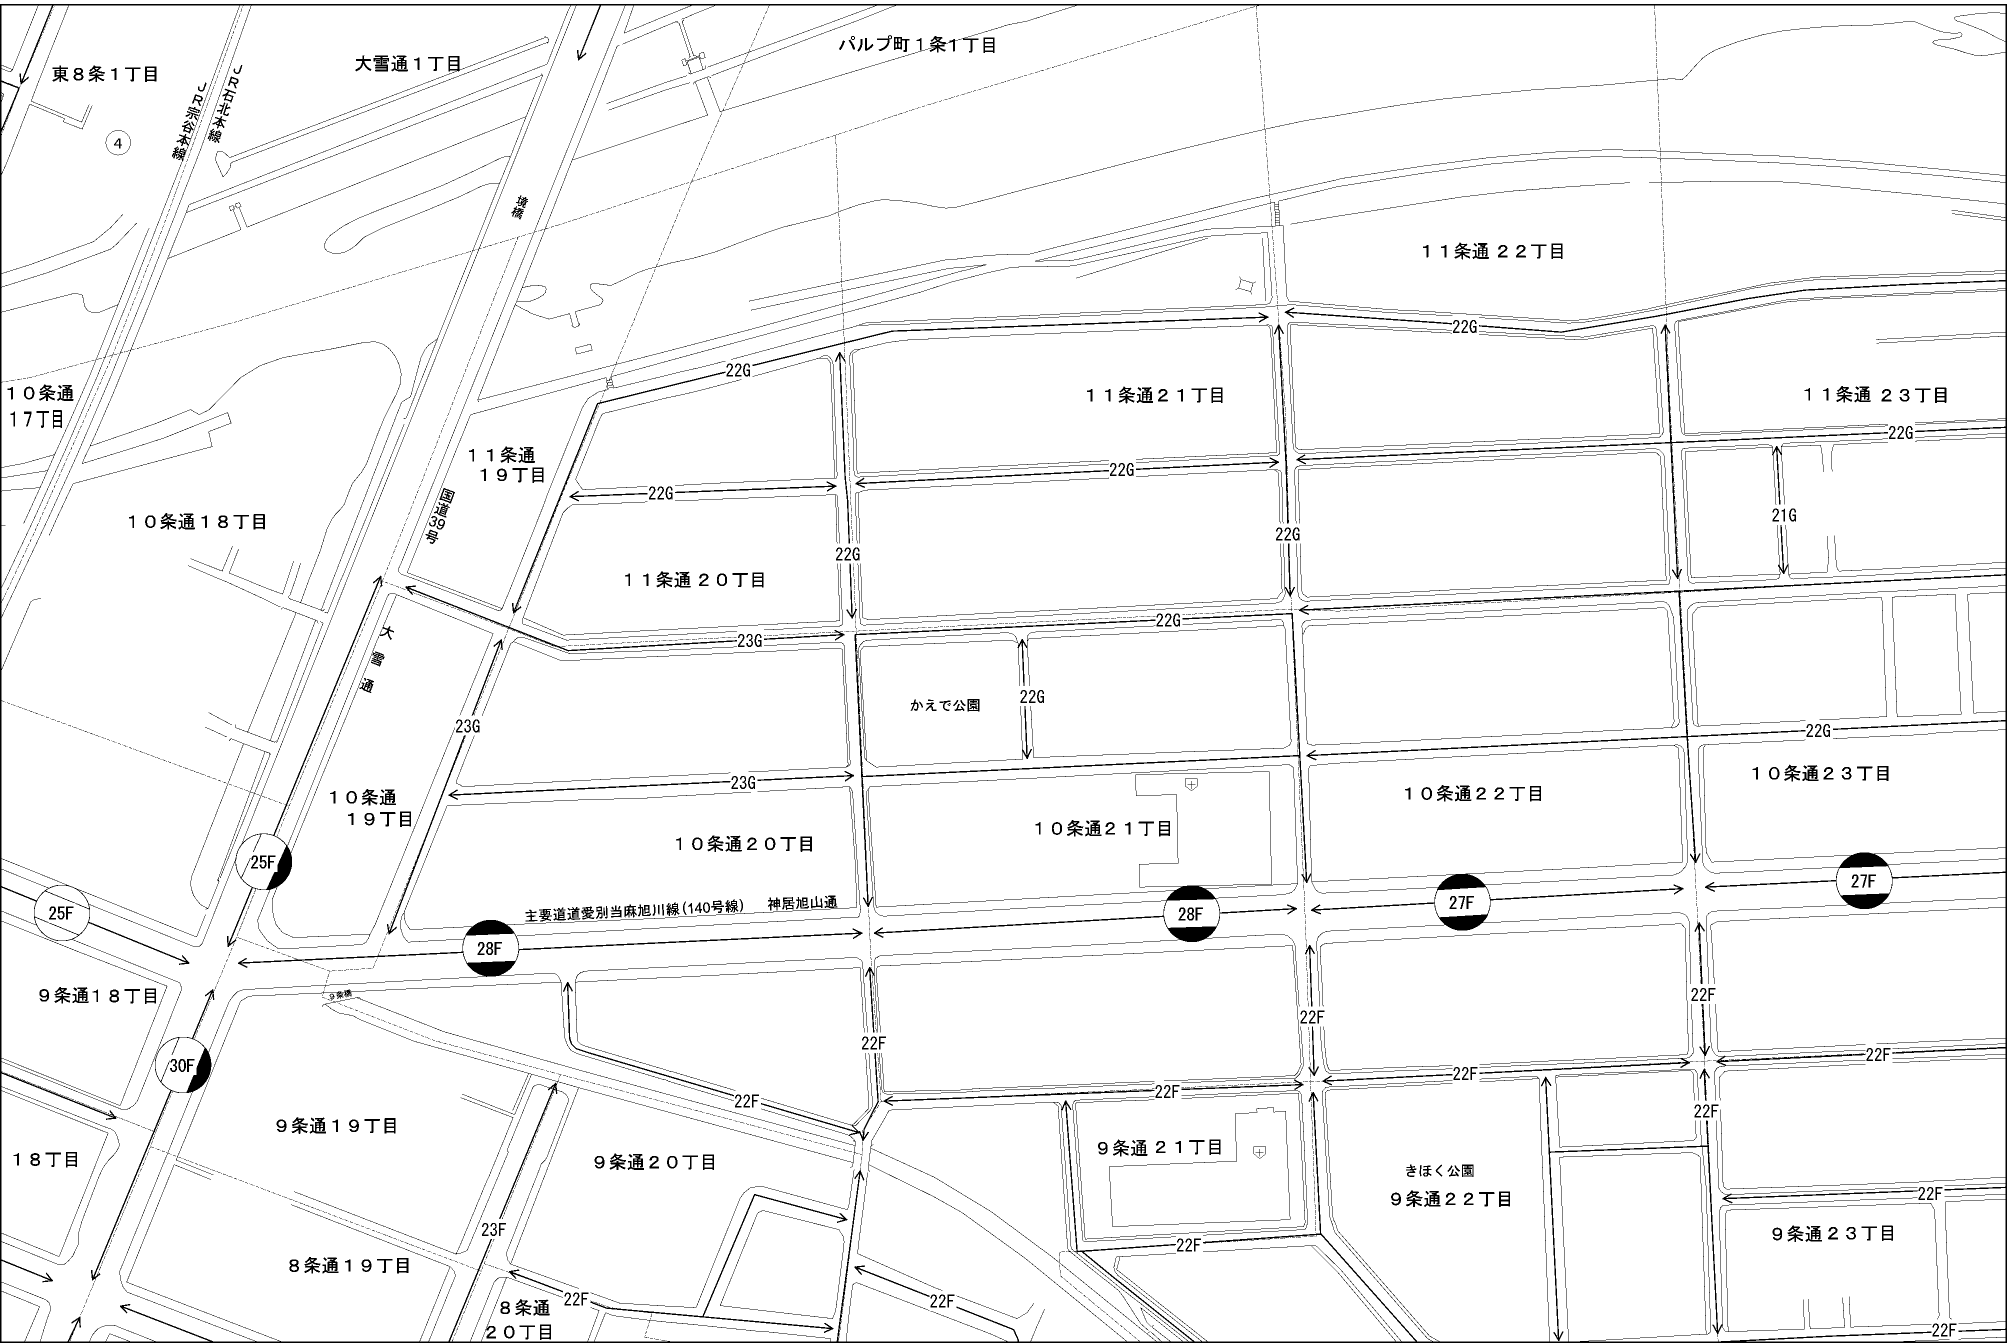 東８条１丁目
ＪＲ宗谷本線
ＪＲ石北本線
大雪通１丁目
パルプ町１条１丁目
4
境橋
１１条通２２丁目
22G
22G
１０条通
１７丁目
１１条通２１丁目
１１条通２３丁目
１１条通
１９丁目
22G
22G
22G
国道39号
１０条通１８丁目
21G
22G
22G
１１条通２０丁目
大雪通
23G
22G
かえで公園
22G
23G
22G
23G
１０条通
１９丁目
１０条通２３丁目
１０条通２２丁目
１０条通２１丁目
１０条通２０丁目
25F
25F
主要道道愛別当麻旭川線(140号線)　神居旭山通
28F
28F
27F
27F
９条通１８丁目
９条橋
22F
22F
22F
30F
22F
22F
22F
22F
22F
９条通１９丁目
９条通２０丁目
９条通２１丁目
きほく公園
９条通２２丁目
１８丁目
22F
９条通２３丁目
23F
22F
８条通１９丁目
22F
８条通
２０丁目
22F
22F